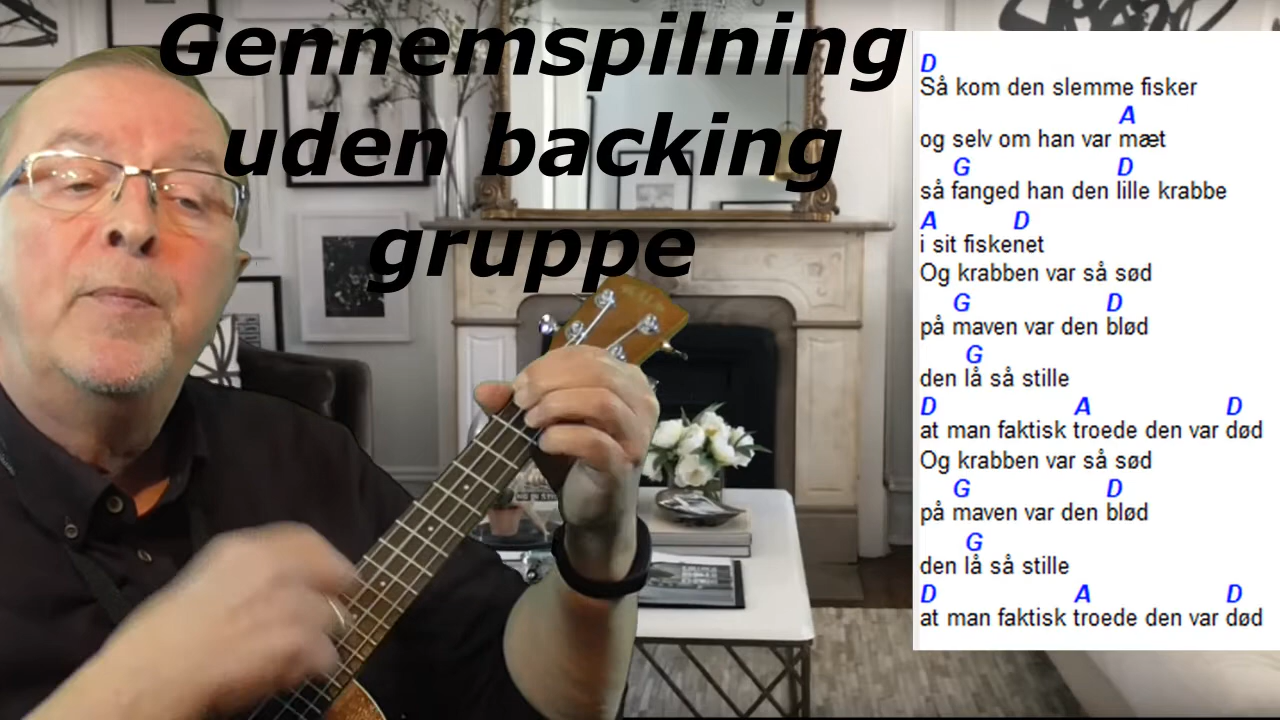 Gennemspilning
uden backing
gruppe
D
Så kom den slemme fisker
A
og selv om han var mæt
G D
så fanged han den lille krabbe
A D
i sit fiskenet
Og krabben var så sød
G D
på maven var den blød
G
den lå så stille
D A D
at man faktisk troede den var død
Og krabben var så sød
G D
på maven var den blød
G
den lå så stille
D A D
at man faktisk troede den var død